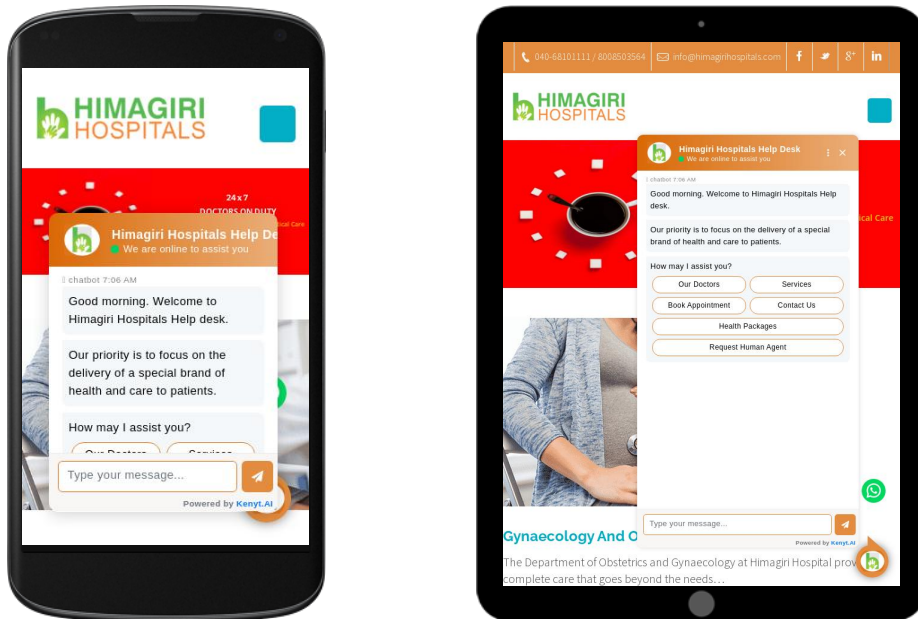 HIMAGIRI
HOSPITALS
24 x 7
DOCTORS ON DUTY
ical Care
Himagiri Hospitals Help De
We are online to assist you
chatbot 7:06 AM
Good morning. Welcome to
Himagiri Hospitals Help desk.
Our priority is to focus on the
delivery of a special brand of
health and care to patients.
How may I assist you?
Our Doctors
Services
Type your message...
Powered by Kenyt.AI
040-68101111 / 8008503564
info@himagirihospitals.com
f
8+
in
HIMAGIRI
HOSPITALS
Himagiri Hospitals Help Desk
We are online to assist you
chatbot 7:06 AM
Good morning. Welcome to Himagiri Hospitals Help
desk.
Our priority is to focus on the delivery of a special
brand of health and care to patients.
How may I assist you?
Our Doctors
Services
Book Appointment
Contact Us
Health Packages
Request Human Agent
ical Care
Type your message...
Powered by Kenyt.AI
Gynaecology And O
The Department of Obstetrics and Gynaecology at Himagiri Hospital prov
complete care that goes beyond the needs…